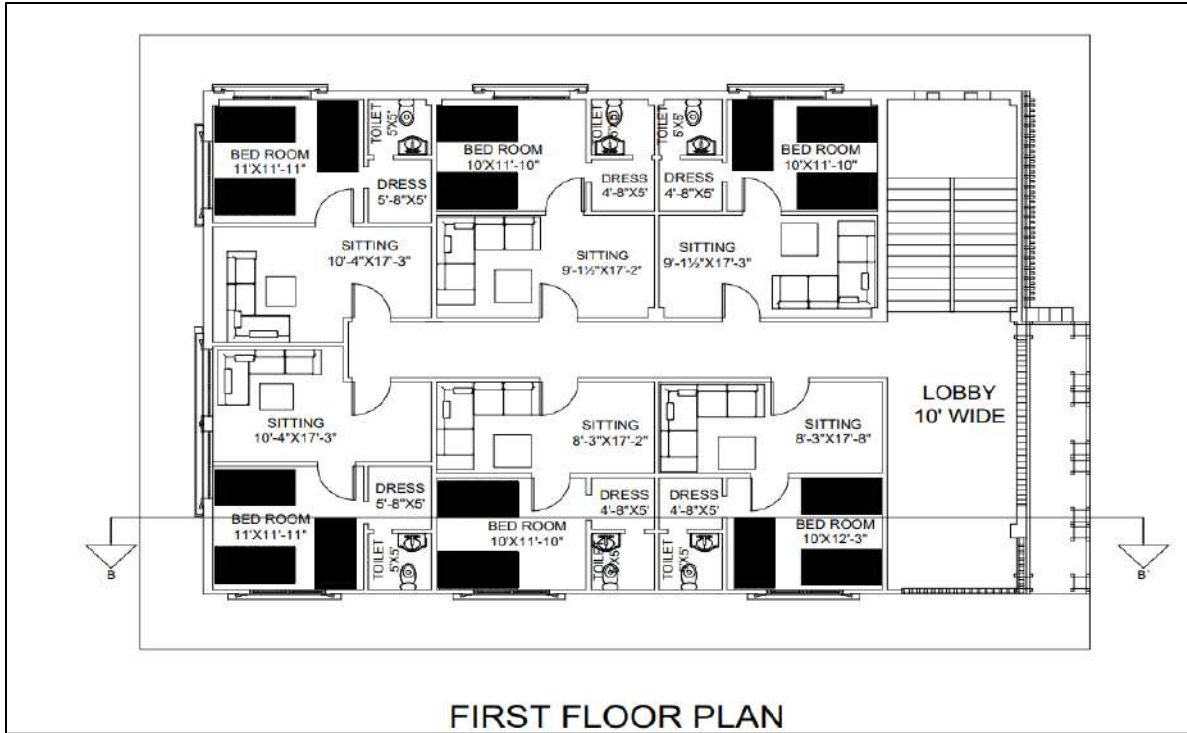 TOILET
5'X5'
BED ROOM
11'X11'-11"
DRESS
5'-8"X5'
BED ROOM
10'X11'-10"
TOILET
DRESS
4'-8"X5'
TOILET
5'X5'
DRESS
4'-8"X5'
BED ROOM
10'X11'-10"
SITTING
10'-4"X17'-3"
SITTING
9'-1½"X17'-2"
SITTING
9'-1½"X17'-3"
LOBBY
10' WIDE
SITTING
10'-4"X17'-3"
SITTING
8'-3"X17'-2"
SITTING
8'-3"X17'-8"
DRESS
5'-8"X5'
DRESS
4'-8"X5'
DRESS
4'-8"X5'
BED ROOM
11'X11'-11"
TOILET
5'X5'
BED ROOM
10'X11'-10"
TOILET
TOILET
5'X5'
BED ROOM
10'X12'-3"
B
B'
FIRST FLOOR PLAN